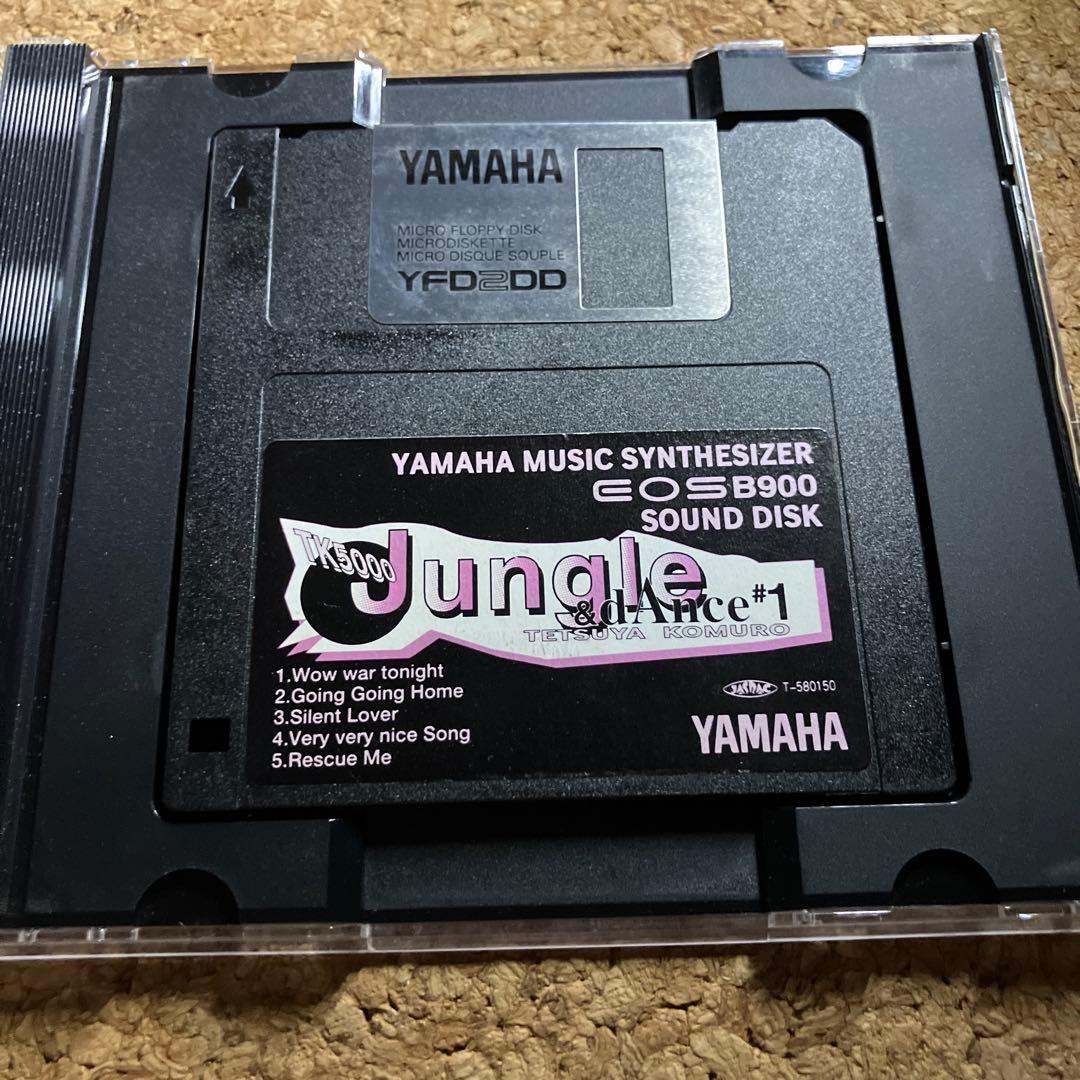 YAMAHA
MICRO FLOPPY DISK
MICRODISKETTE
MICRO DISQUE SOUPLE
YFD2DD
YAMAHA MUSIC SYNTHESIZER
EOS B900
SOUND DISK
TK5000
Jungle
&d-Ance#1
TETSUYA KOMURO
1.Wow war tonight
2.Going Going Home
3.Silent Lover
4.Very very nice Song
5.Rescue Me
JASRAC T-580150
YAMAHA